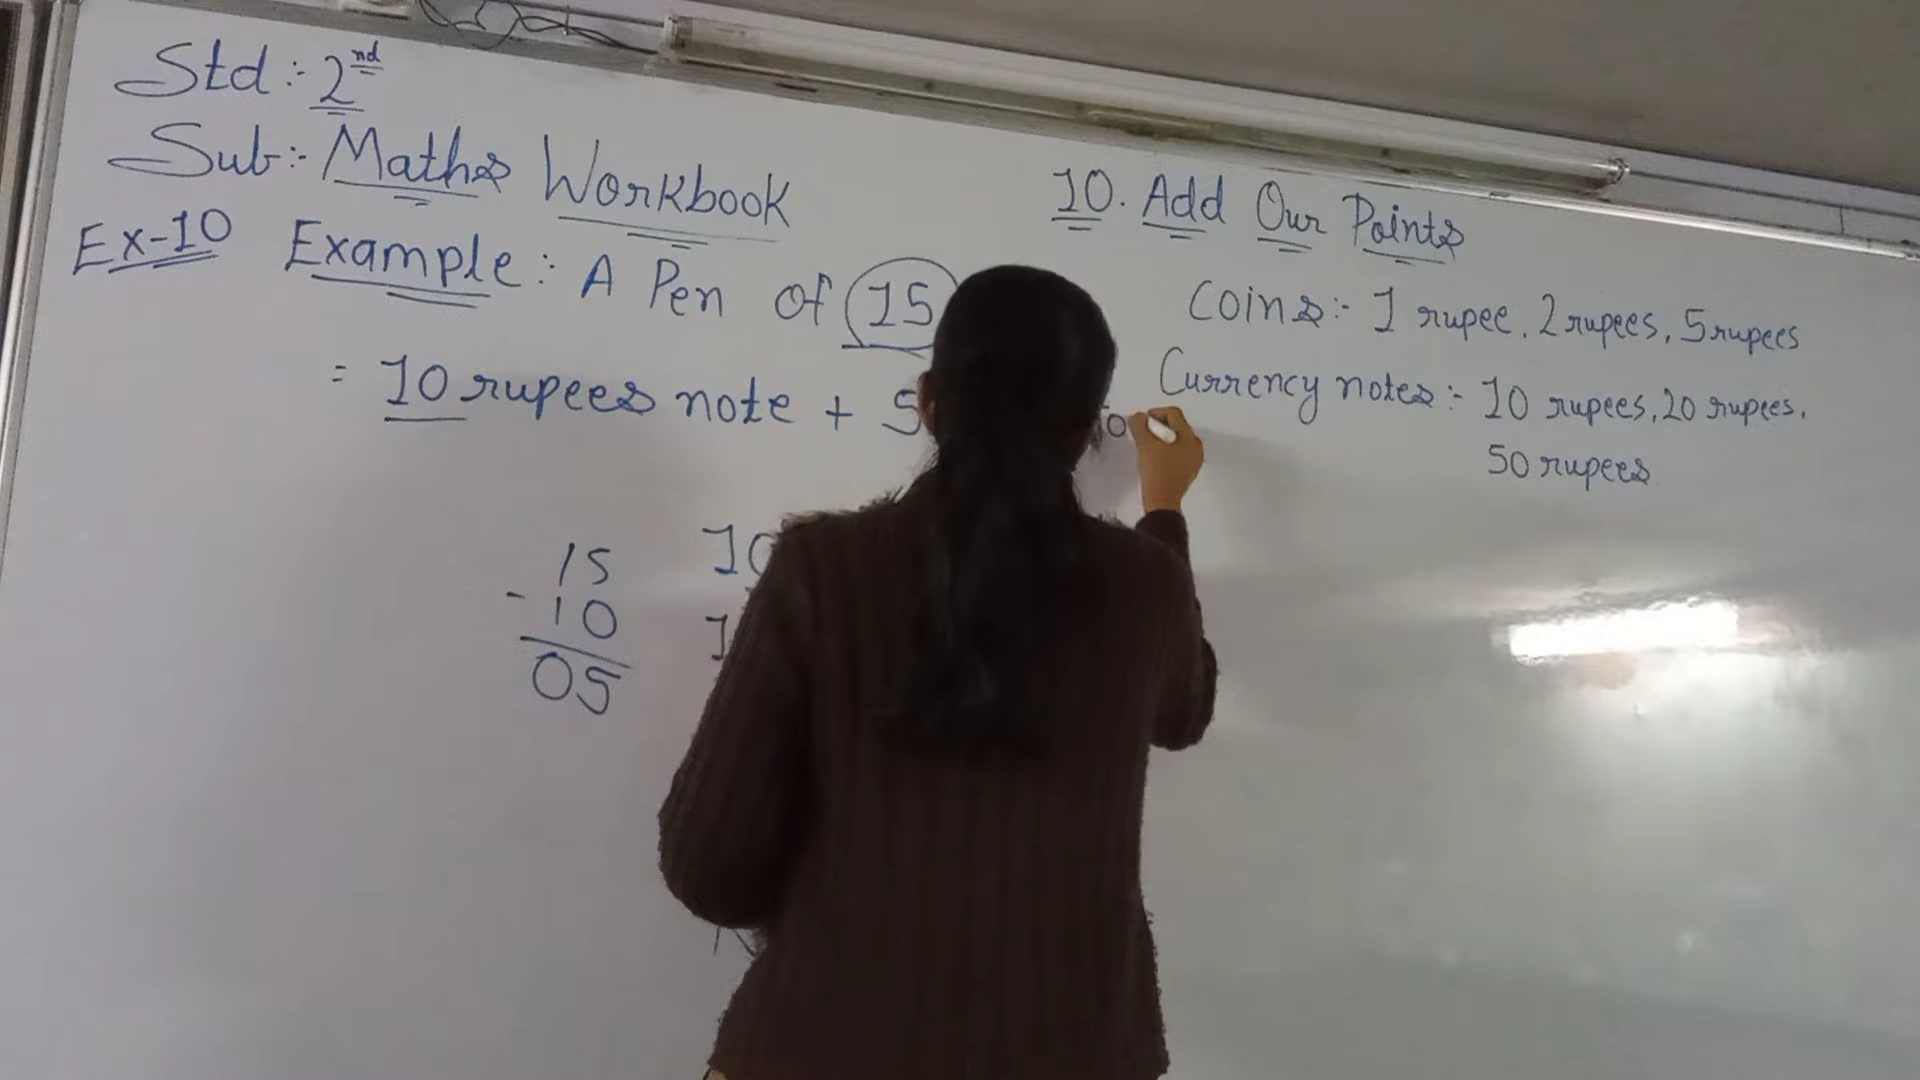 Std :- 2nd
Sub :- Maths Workbook
Ex-10 Example : A Pen of 15
= 10 rupees note + 5
15
- 10
05
10
10. Add Our Points
Coins :- 1 rupee, 2 rupees, 5 rupees
Currency notes :- 10 rupees, 20 rupees,
50 rupees